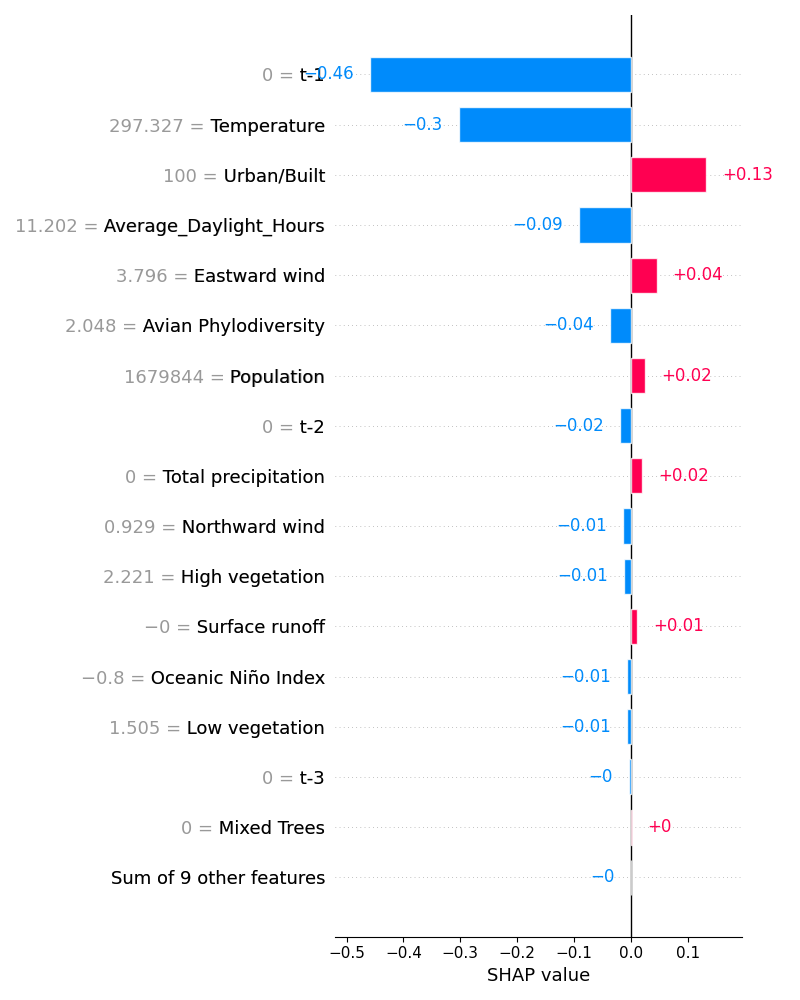 0 = t-1 −0.46
297.327 = Temperature −0.3
100 = Urban/Built +0.13
11.202 = Average_Daylight_Hours −0.09
3.796 = Eastward wind +0.04
2.048 = Avian Phylodiversity −0.04
1679844 = Population +0.02
0 = t-2 −0.02
0 = Total precipitation +0.02
0.929 = Northward wind −0.01
2.221 = High vegetation −0.01
−0 = Surface runoff +0.01
−0.8 = Oceanic Niño Index −0.01
1.505 = Low vegetation −0.01
0 = t-3 −0
0 = Mixed Trees +0
Sum of 9 other features −0
−0.5 −0.4 −0.3 −0.2 −0.1 0.0 0.1
SHAP value